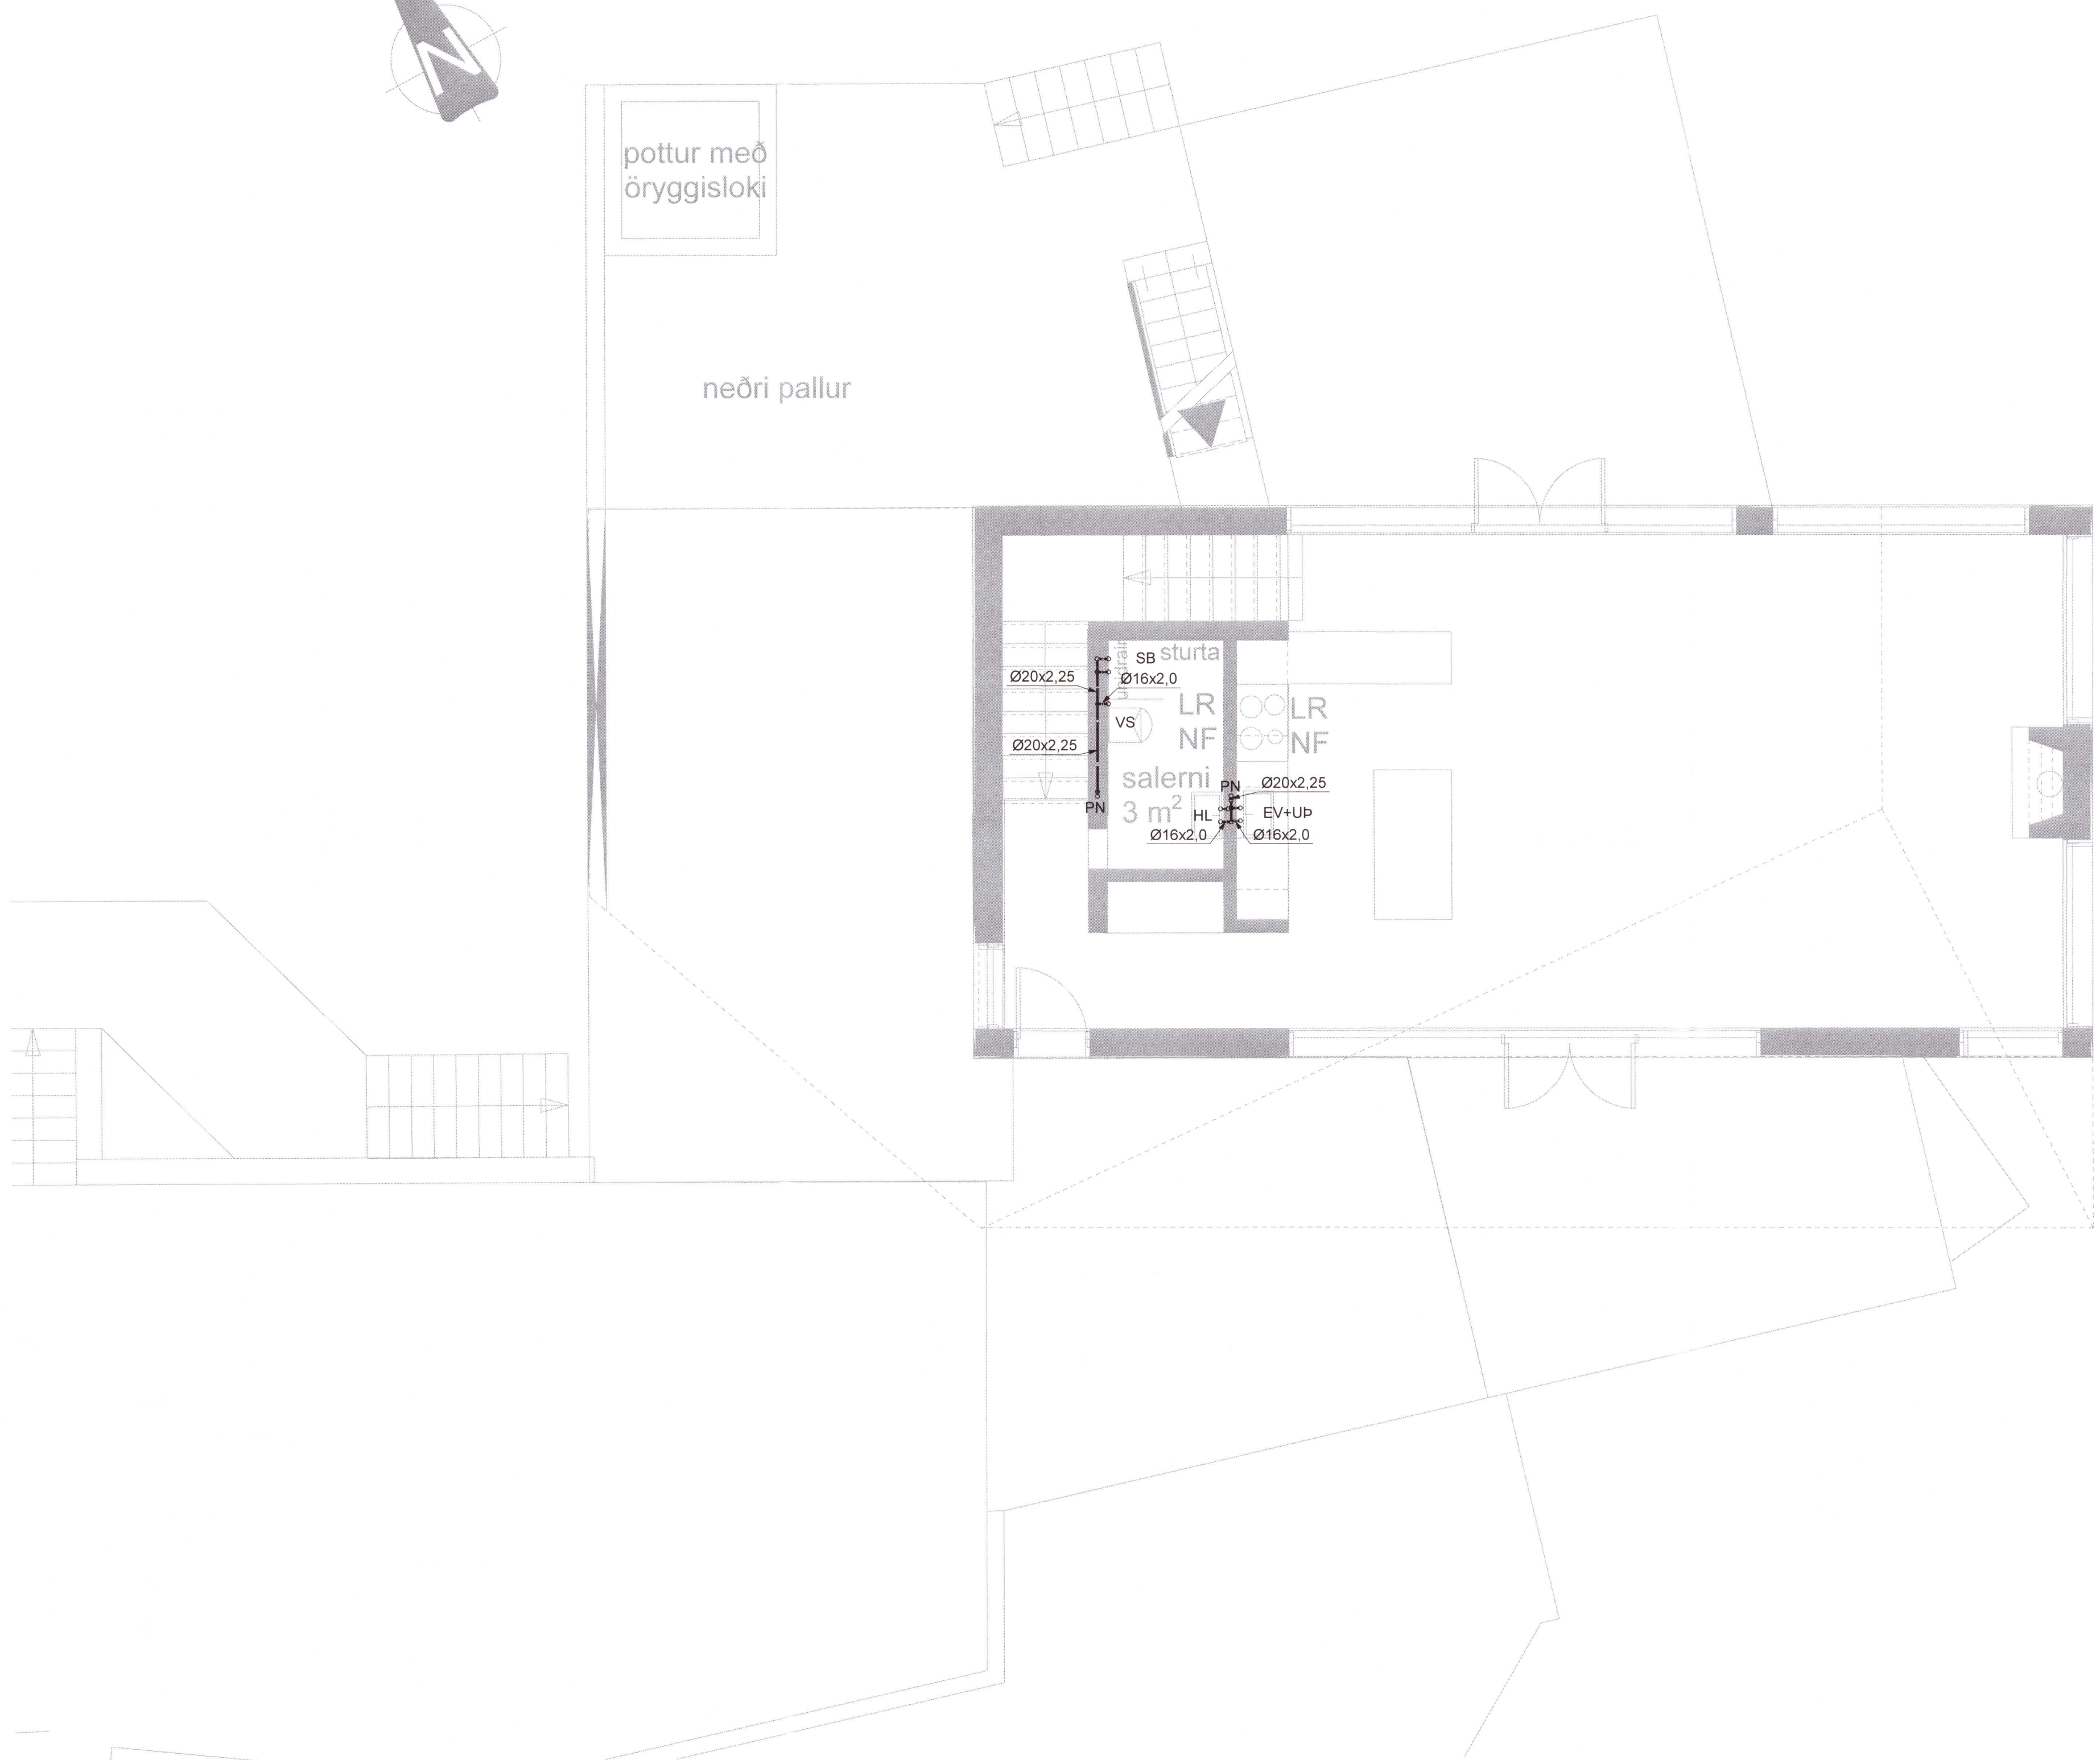 N
pottur með
öryggisloki
neðri pallur
SB
sturta
Ø20x2,25
Ø16x2,0
LR
NF
LR
NF
VS
Ø20x2,25
salerni
3 m²
PN
PN
Ø20x2,25
HL
EV+UÞ
Ø16x2,0
Ø16x2,0